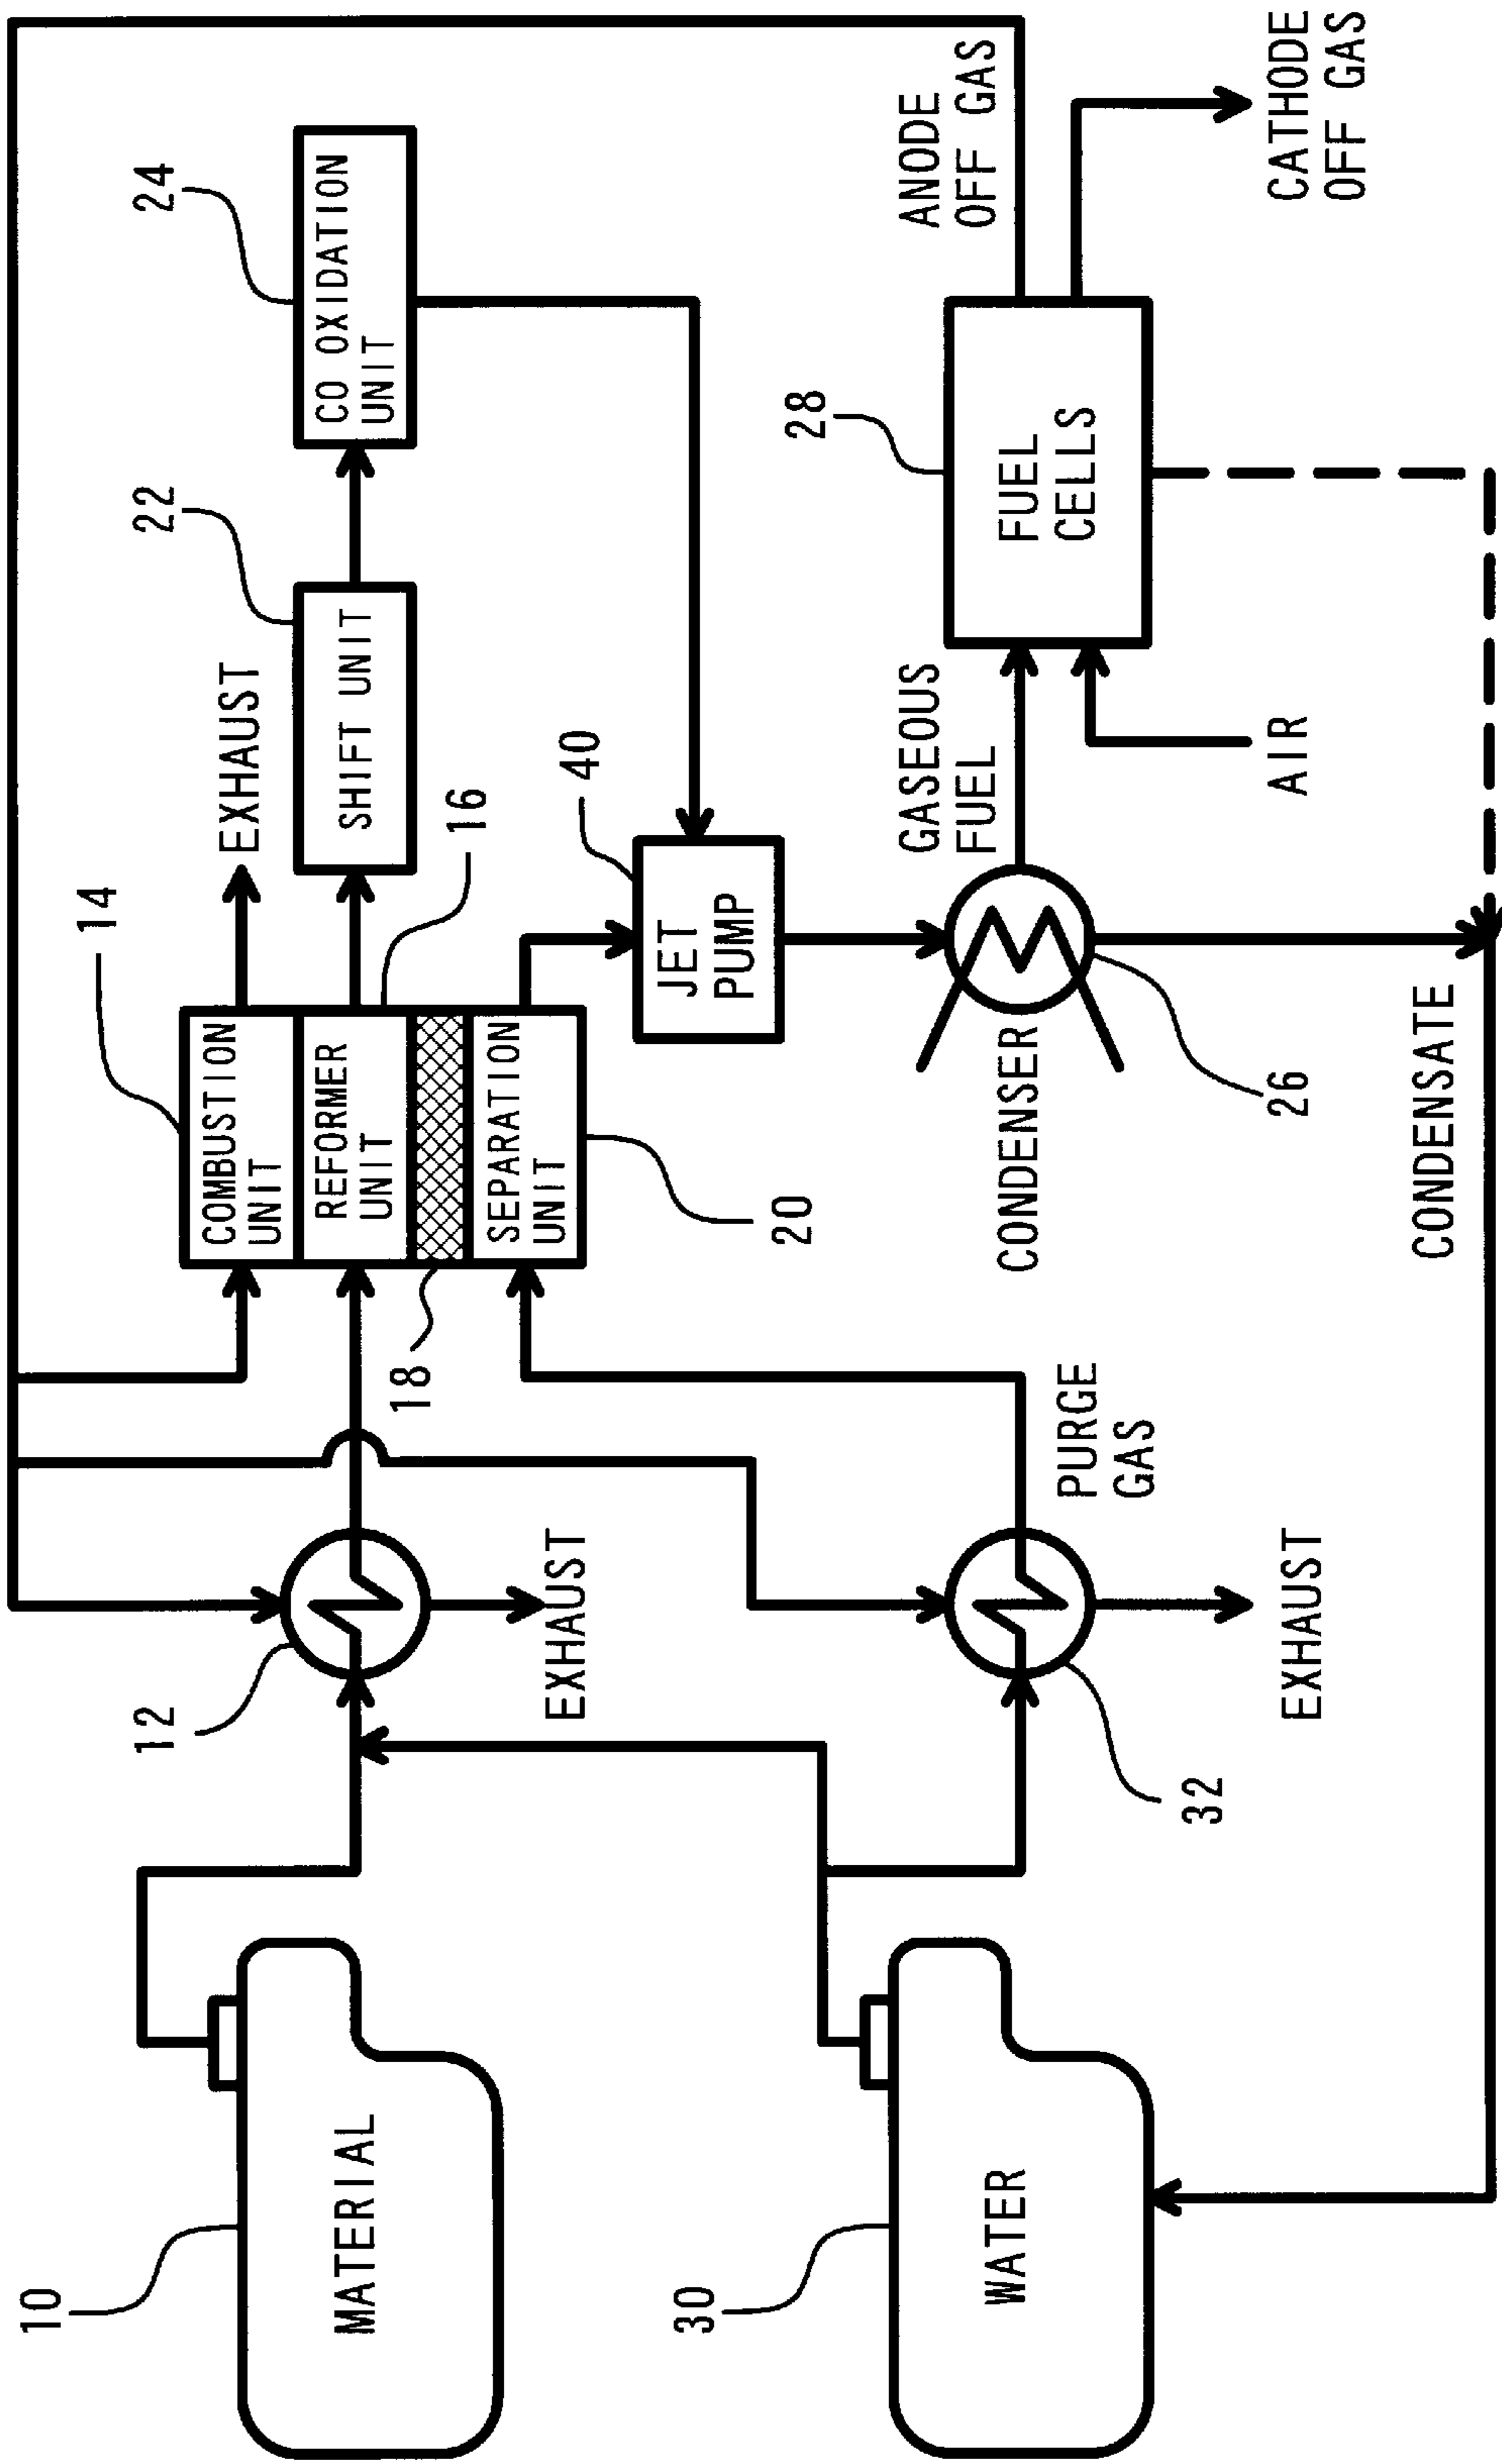 14
COMBUSTION
UNIT
EXHAUST
REFORMER
UNIT
16
18
SEPARATION
UNIT
20
22
SHIFT UNIT
24
CO OXIDATION
UNIT
10
MATERIAL
12
EXHAUST
40
JET
PUMP
30
WATER
32
EXHAUST
PURGE
GAS
CONDENSER
26
GASEOUS
FUEL
AIR
28
FUEL
CELLS
ANODE
OFF GAS
CATHODE
OFF GAS
CONDENSATE